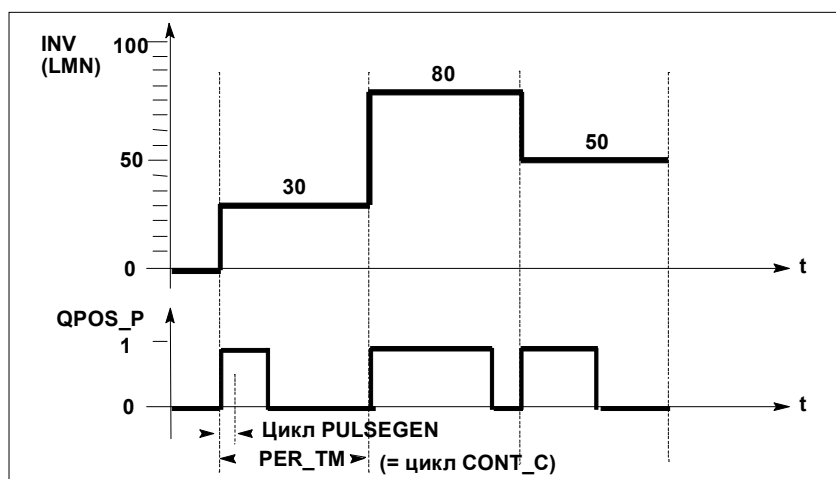 INV
(LMN)
100
80
50
50
30
0
t
QPOS_P
1
0
t
Цикл PULSEGEN
PER_TM
(= цикл CONT_C)